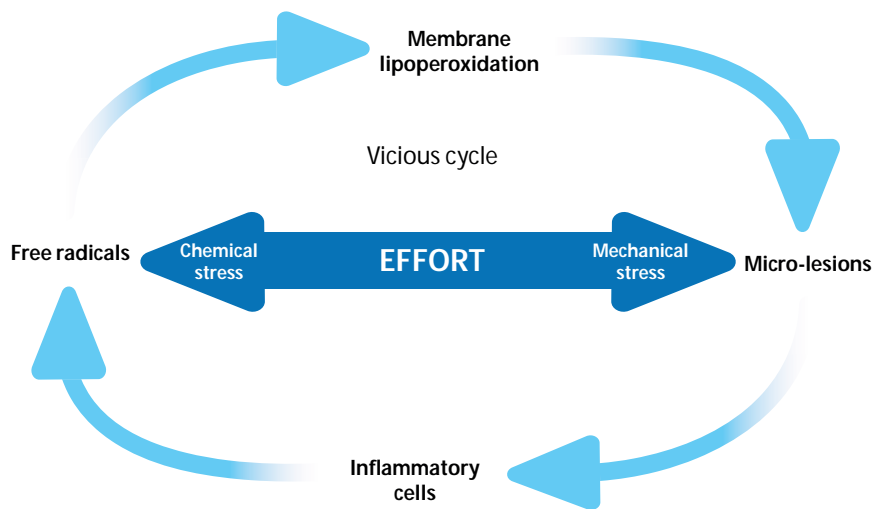 Membrane
lipoperoxidation
Vicious cycle
Free radicals
Chemical
stress
EFFORT
Mechanical
stress
Micro-lesions
Inflammatory
cells